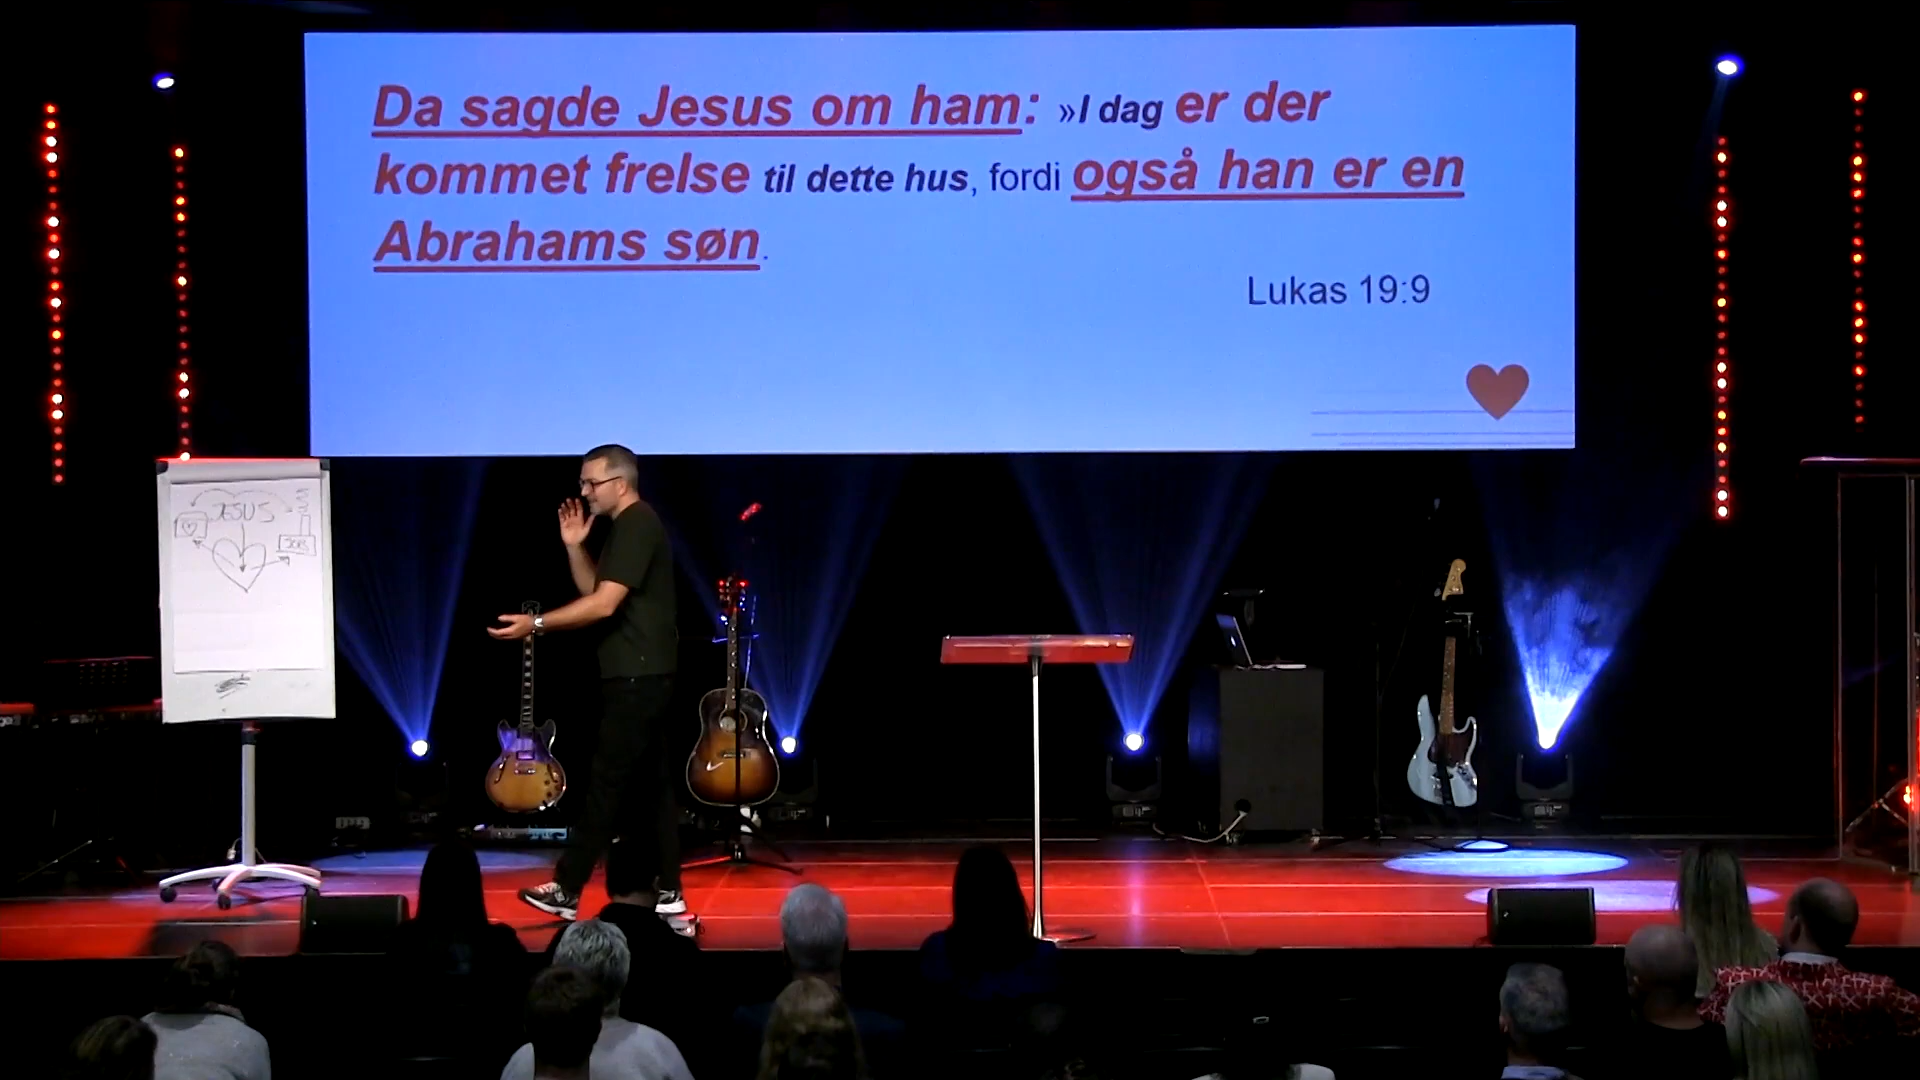 Da sagde Jesus om ham: »I dag er der
kommet frelse til dette hus, fordi også han er en
Abrahams søn.
Lukas 19:9
JESUS